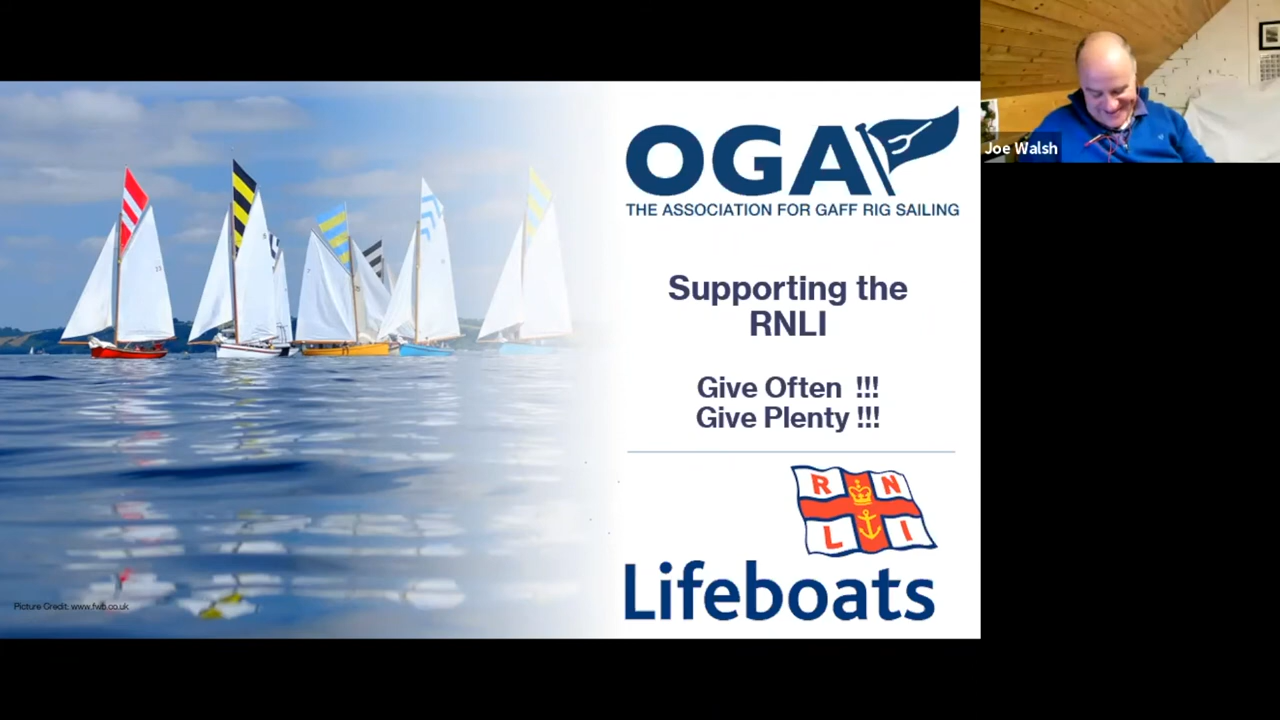 OGA
THE ASSOCIATION FOR GAFF RIG SAILING
Supporting the
RNLI
Give Often !!!
Give Plenty !!!
R N
L I
Lifeboats
Picture Credit: www.fwb.co.uk
Joe Walsh